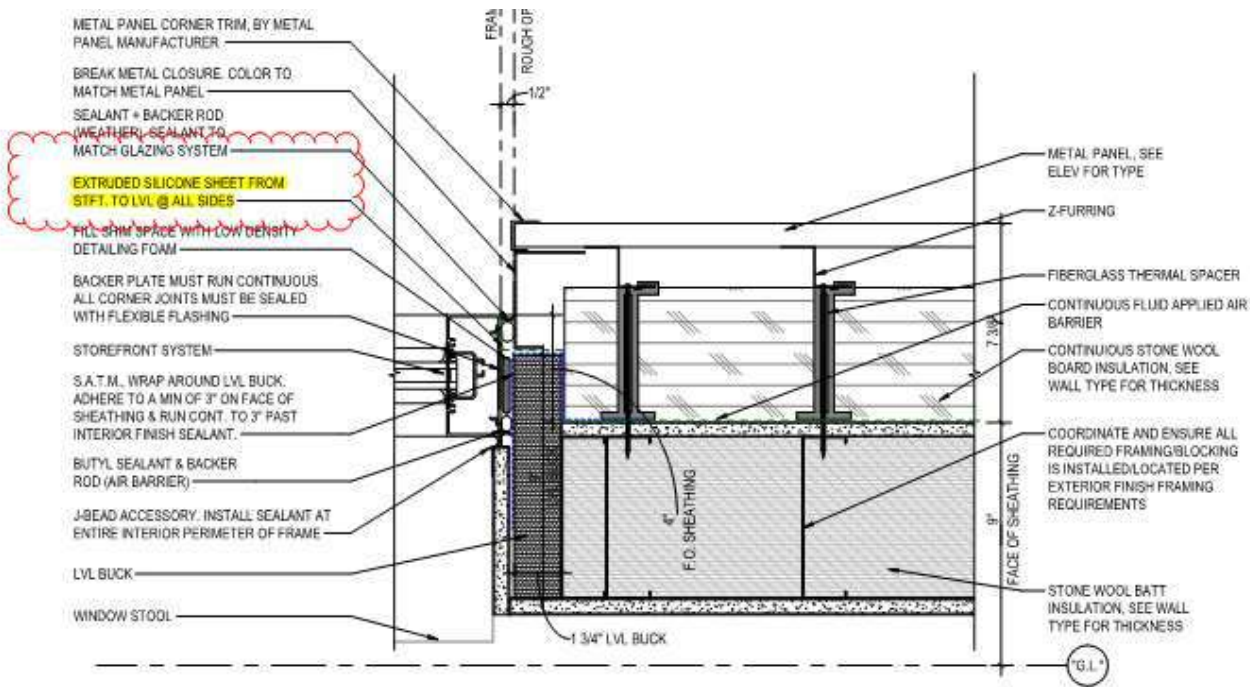 METAL PANEL CORNER TRIM, BY METAL
PANEL MANUFACTURER
BREAK METAL CLOSURE. COLOR TO
MATCH METAL PANEL
SEALANT + BACKER ROD
(WEATHER). SEALANT TO
MATCH GLAZING SYSTEM
EXTRUDED SILICONE SHEET FROM
STFT. TO LVL @ ALL SIDES
FILL SHIM SPACE WITH LOW DENSITY
DETAILING FOAM
BACKER PLATE MUST RUN CONTINUOUS.
ALL CORNER JOINTS MUST BE SEALED
WITH FLEXIBLE FLASHING
STOREFRONT SYSTEM
S.A.T.M., WRAP AROUND LVL BUCK.
ADHERE TO A MIN OF 3" ON FACE OF
SHEATHING & RUN CONT. TO 3" PAST
INTERIOR FINISH SEALANT.
BUTYL SEALANT & BACKER
ROD (AIR BARRIER)
J-BEAD ACCESSORY. INSTALL SEALANT AT
ENTIRE INTERIOR PERIMETER OF FRAME
LVL BUCK
WINDOW STOOL
FRAM
ROUGH OP
1/2"
4"
F.O. SHEATHING
1 3/4" LVL BUCK
METAL PANEL, SEE
ELEV FOR TYPE
Z-FURRING
FIBERGLASS THERMAL SPACER
CONTINUOUS FLUID APPLIED AIR
BARRIER
7 3/8"
CONTINUIOUS STONE WOOL
BOARD INSULATION, SEE
WALL TYPE FOR THICKNESS
COORDINATE AND ENSURE ALL
REQUIRED FRAMING/BLOCKING
IS INSTALLED/LOCATED PER
EXTERIOR FINISH FRAMING
REQUIREMENTS
9"
FACE OF SHEATHING
STONE WOOL BATT
INSULATION, SEE WALL
TYPE FOR THICKNESS
"G.L."